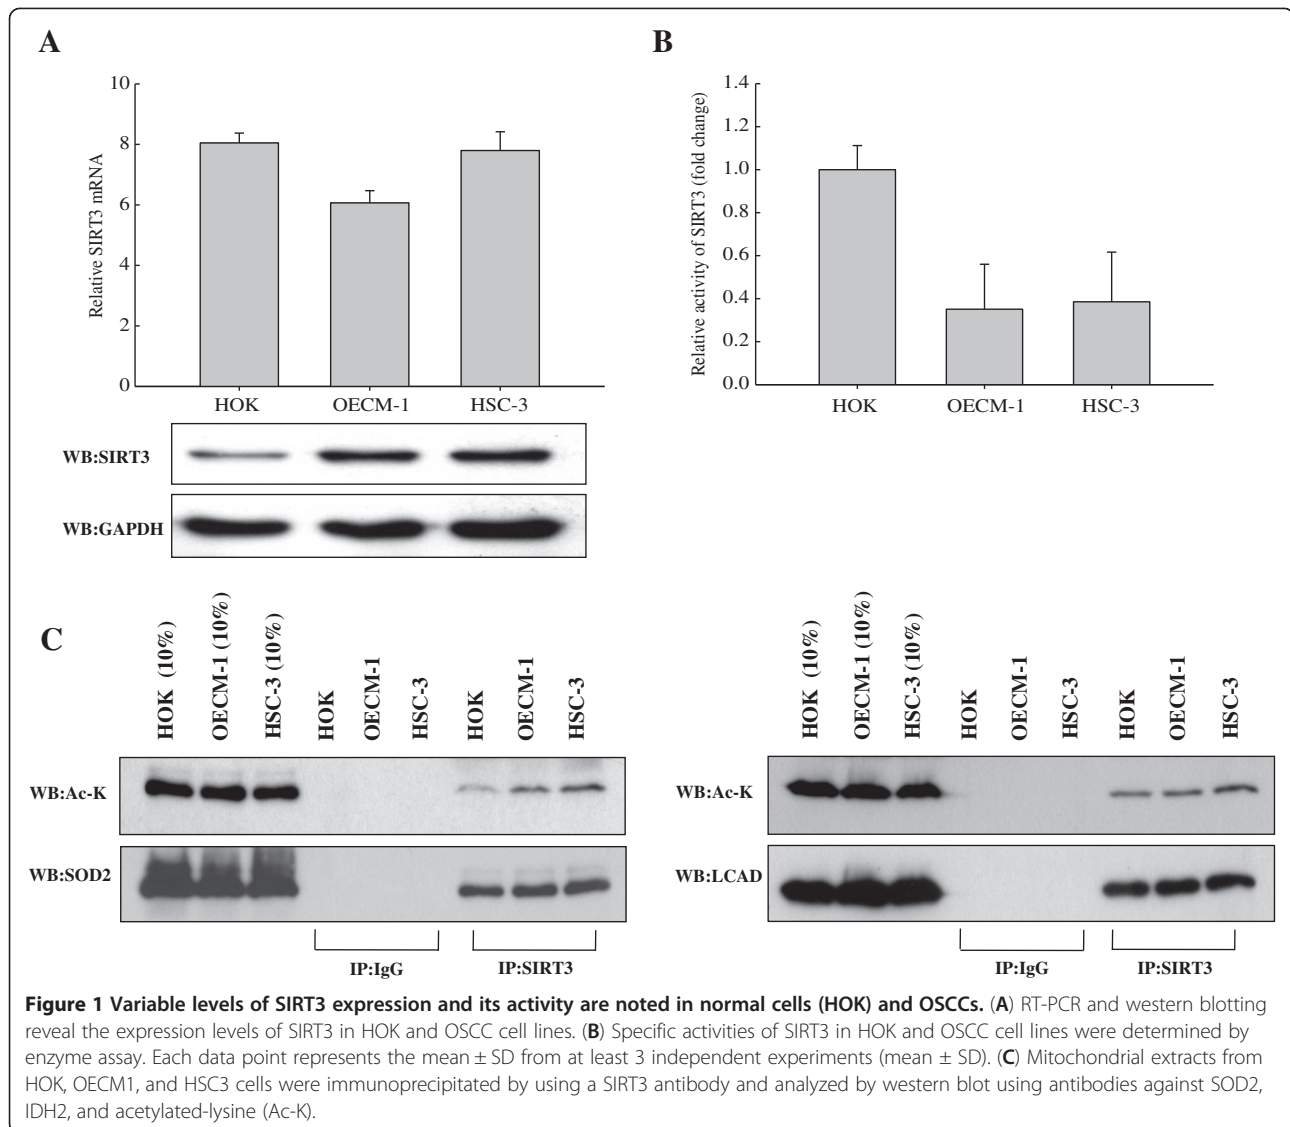 A
B
10
8
6
4
2
0
Relative SIRT3 mRNA
HOK
OECM-1
HSC-3
1.4
1.2
1.0
0.8
0.6
0.4
0.2
0.0
Relative activity of SIRT3 (fold change)
HOK
OECM-1
HSC-3
WB:SIRT3
WB:GAPDH
C
HOK (10%)
OECM-1 (10%)
HSC-3 (10%)
HOK
OECM-1
HSC-3
HOK
OECM-1
HSC-3
WB:Ac-K
WB:SOD2
IP:IgG
IP:SIRT3
HOK (10%)
OECM-1 (10%)
HSC-3 (10%)
HOK
OECM-1
HSC-3
HOK
OECM-1
HSC-3
WB:Ac-K
WB:LCAD
IP:IgG
IP:SIRT3
Figure 1 Variable levels of SIRT3 expression and its activity are noted in normal cells (HOK) and OSCCs. (A) RT-PCR and western blotting
reveal the expression levels of SIRT3 in HOK and OSCC cell lines. (B) Specific activities of SIRT3 in HOK and OSCC cell lines were determined by
enzyme assay. Each data point represents the mean ± SD from at least 3 independent experiments (mean ± SD). (C) Mitochondrial extracts from
HOK, OECM1, and HSC3 cells were immunoprecipitated by using a SIRT3 antibody and analyzed by western blot using antibodies against SOD2,
IDH2, and acetylated-lysine (Ac-K).